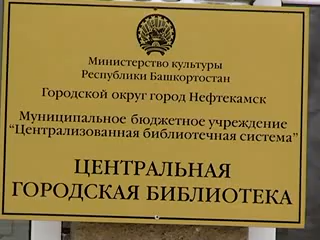 Министерство культуры
Республики Башкортостан
Городской округ город Нефтекамск
Муниципальное бюджетное учреждение
“Централизованная библиотечная система”
ЦЕНТРАЛЬНАЯ
ГОРОДСКАЯ БИБЛИОТЕКА